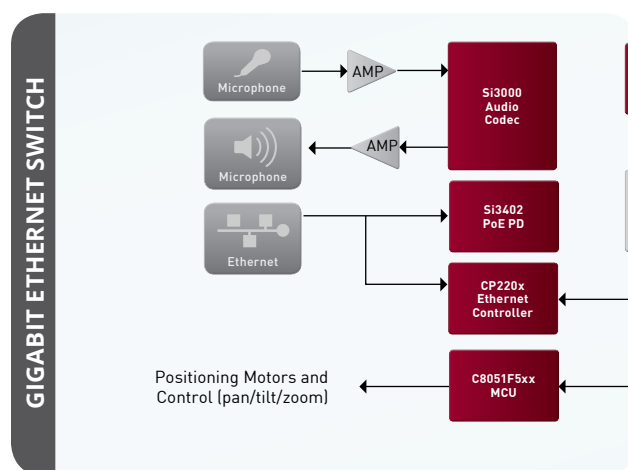 GIGABIT ETHERNET SWITCH
Microphone
AMP
Si3000
Audio
Codec
Microphone
AMP
Ethernet
Si3402
PoE PD
CP220x
Ethernet
Controller
Positioning Motors and
Control (pan/tilt/zoom)
C8051F5xx
MCU